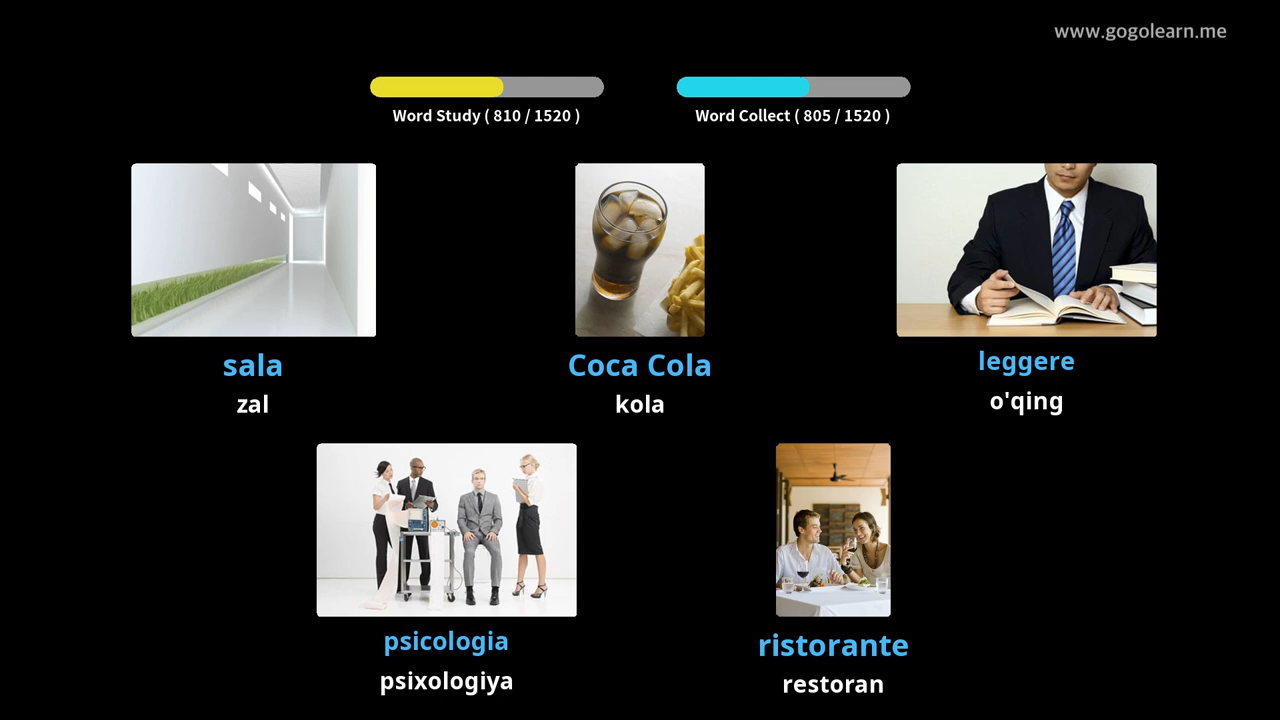 www.gogolearn.me
Word Study ( 810 / 1520 )
Word Collect ( 805 / 1520 )
sala
zal
Coca Cola
kola
leggere
o'qing
psicologia
psixologiya
ristorante
restoran